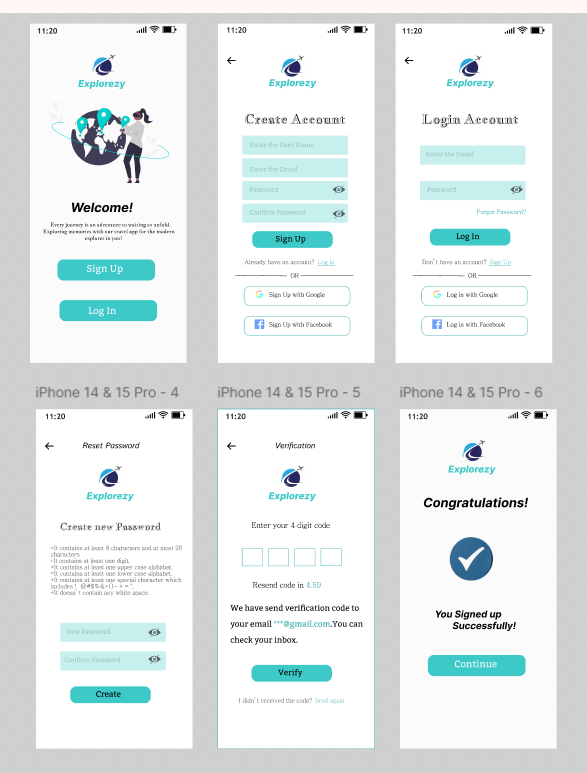 11:20
Explorezy
Welcome!
Every journey is an adventure to waiting to unfold.
Exploring memories with our travel app for the modern
explorer in you!
Sign Up
Log In
11:20
Explorezy
Create Account
Enter the User Name
Enter the Email
Password
Confirm Password
Sign Up
Already have an account? Log in
OR
Sign Up with Google
Sign Up with Facebook
11:20
Explorezy
Login Account
Enter the Email
Password
Forgot Password?
Log In
Don't have an account? Sign Up
OR
Log in with Google
Log in with Facebook
iPhone 14 & 15 Pro - 4
11:20
Reset Password
Explorezy
Create new Password
•It contains at least 8 characters and at most 20
characters
•It contains at least one digit,
•It contains at least one upper case alphabet,
•It contains at least one lower case alphabet.
•It contains at least one special character which
includes !
•It doesn't contain any white space.
New Password
Confirm Password
Create
iPhone 14 & 15 Pro - 5
11:20
Verification
Explorezy
Enter your 4 digit code
Resend code in 4.59
We have send verification code to
your email ***@gmail.com.You can
check your inbox.
Verify
I didn't received the code? Send again
iPhone 14 & 15 Pro - 6
11:20
Explorezy
Congratulations!
You Signed up
Successfully!
Continue